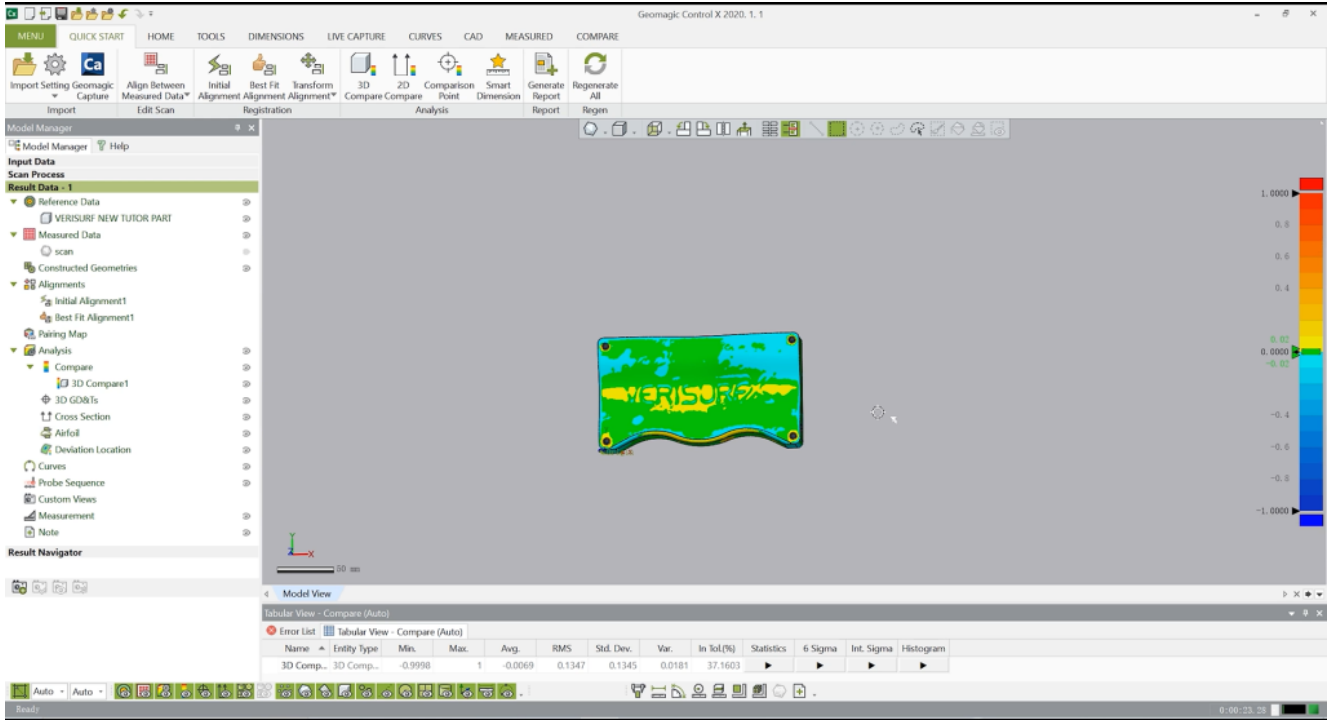 Geomagic Control X 2020. 1. 1
MENU QUICK START HOME TOOLS DIMENSIONS LIVE CAPTURE CURVES CAD MEASURED COMPARE
Import Setting Geomagic Capture Align Between Measured Data Initial Alignment Best Fit Alignment Transform Alignment 3D Compare 2D Compare Comparison Point Smart Dimension Generate Report Regenerate All
Import Edit Scan Registration Analysis Report Regen
Model Manager
Model Manager Help
Input Data
Scan Process
Result Data - 1
Reference Data
VERISURF NEW TUTOR PART
Measured Data
scan
Constructed Geometries
Alignments
Initial Alignment1
Best Fit Alignment1
Pairing Map
Analysis
Compare
3D Compare1
3D GD&Ts
Cross Section
Airfoil
Deviation Location
Curves
Probe Sequence
Custom Views
Measurement
Note
Result Navigator
VERISURF
Y
Z X
50 mm
1.0000
0.8
0.6
0.4
0.02
0.0000
-0.02
-0.4
-0.6
-0.8
-1.0000
Model View
Tabular View - Compare (Auto)
Error List Tabular View - Compare (Auto)
Name Entity Type Min. Max. Avg. RMS Std. Dev. Var. In Tol.(%) Statistics 6 Sigma Int. Sigma Histogram
3D Comp... 3D Comp... -0.9998 1 -0.0069 0.1347 0.1345 0.0181 37.1603
Auto Auto
Ready 0:00:23.28